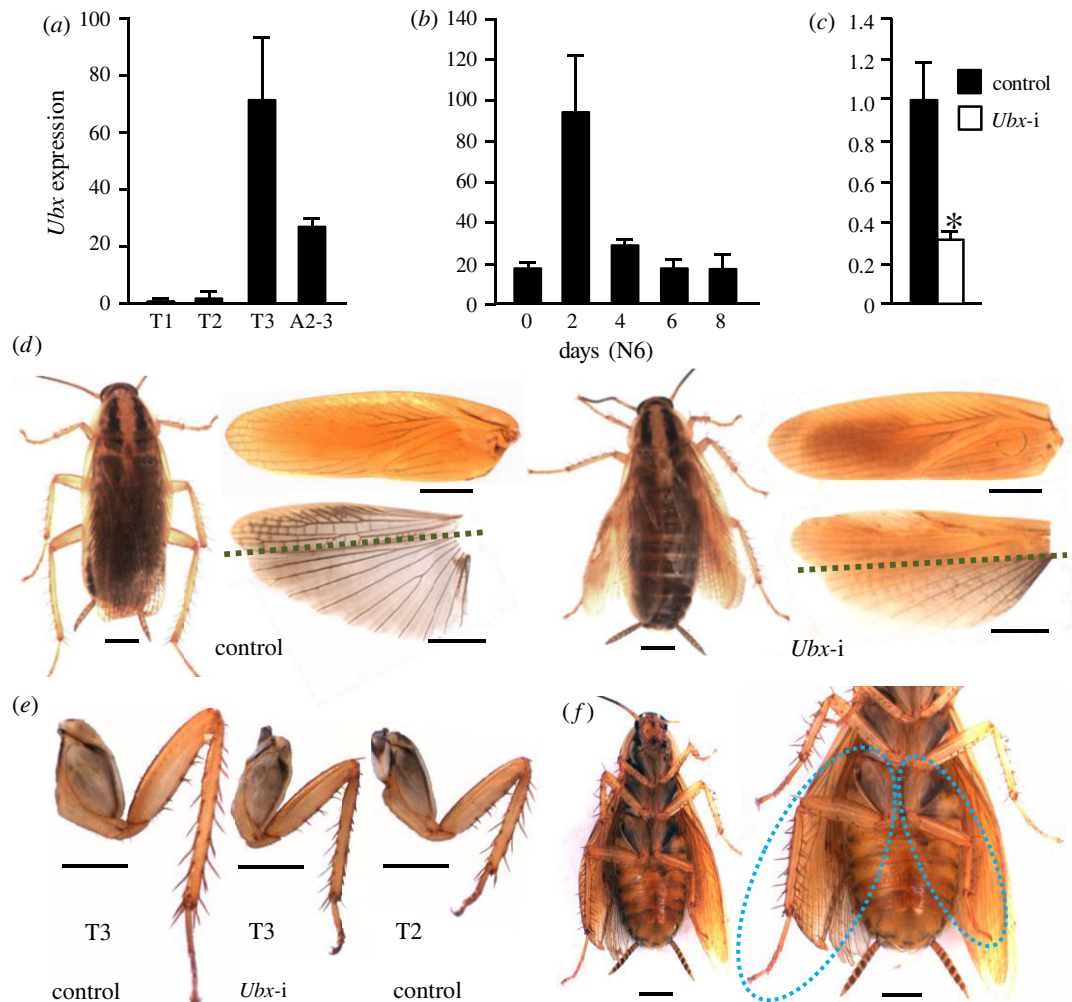 (a)
(b)
(c)
Ubx expression
100
80
60
40
20
0
T1 T2 T3 A2-3
140
120
100
80
60
40
20
0
0 2 4 6 8
days (N6)
1.4
1.2
1.0
0.8
0.6
0.4
0.2
0
*
control
Ubx-i
(d)
control
Ubx-i
(e)
T3 T3 T2
control Ubx-i control
(f)